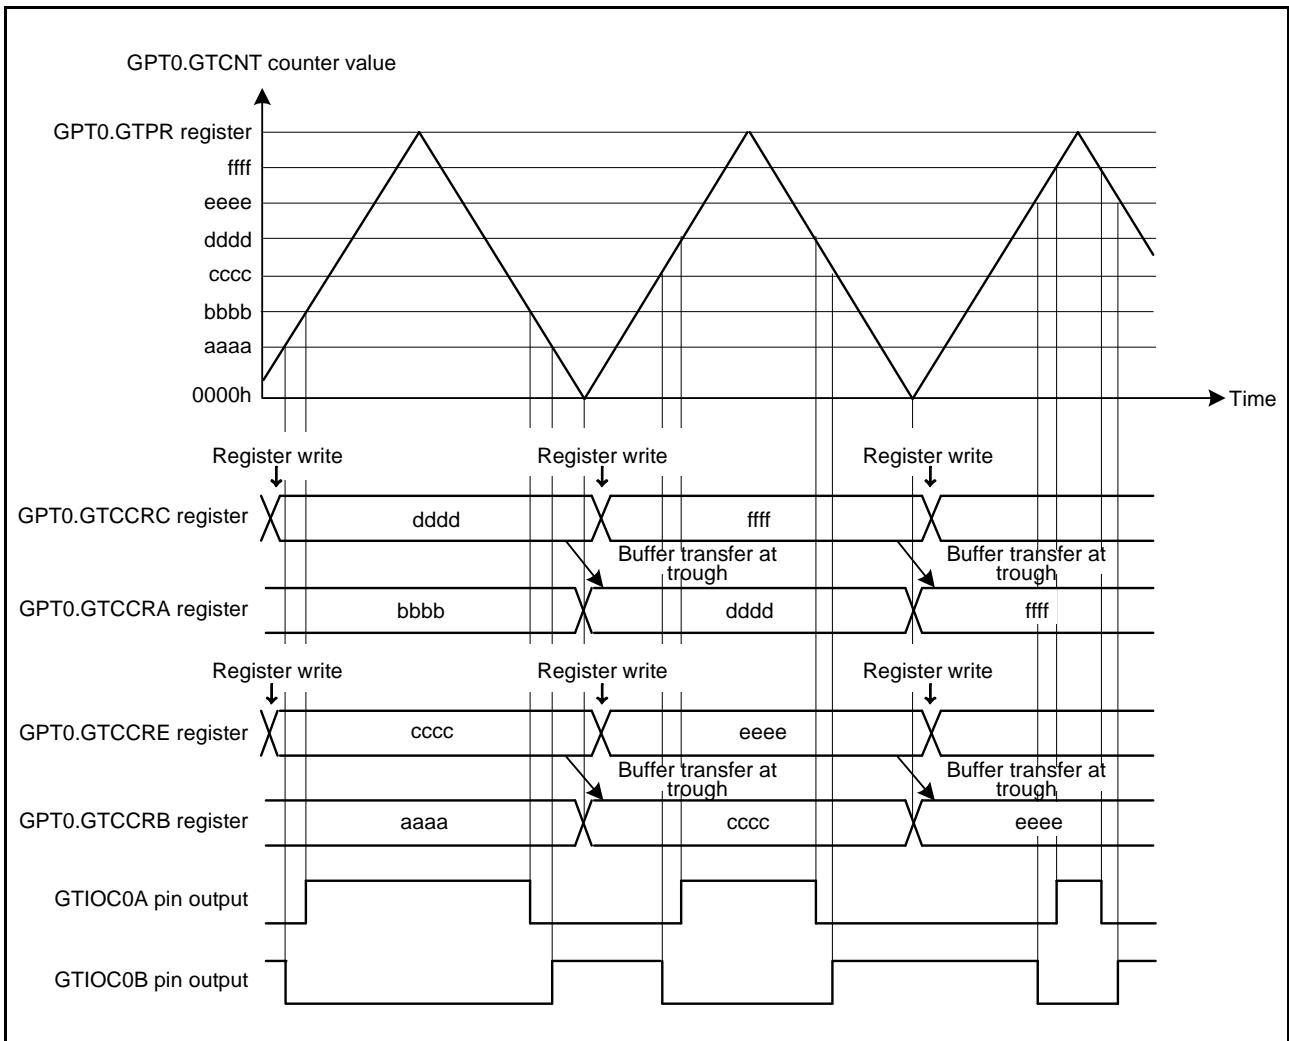 GPT0.GTCNT counter value
GPT0.GTPR register
ffff
eeee
dddd
cccc
bbbb
aaaa
0000h
Time
Register write Register write Register write
GPT0.GTCCRC register dddd ffff
Buffer transfer at trough Buffer transfer at trough
GPT0.GTCCRA register bbbb dddd ffff
Register write Register write Register write
GPT0.GTCCRE register cccc eeee
Buffer transfer at trough Buffer transfer at trough
GPT0.GTCCRB register aaaa cccc eeee
GTIOC0A pin output
GTIOC0B pin output